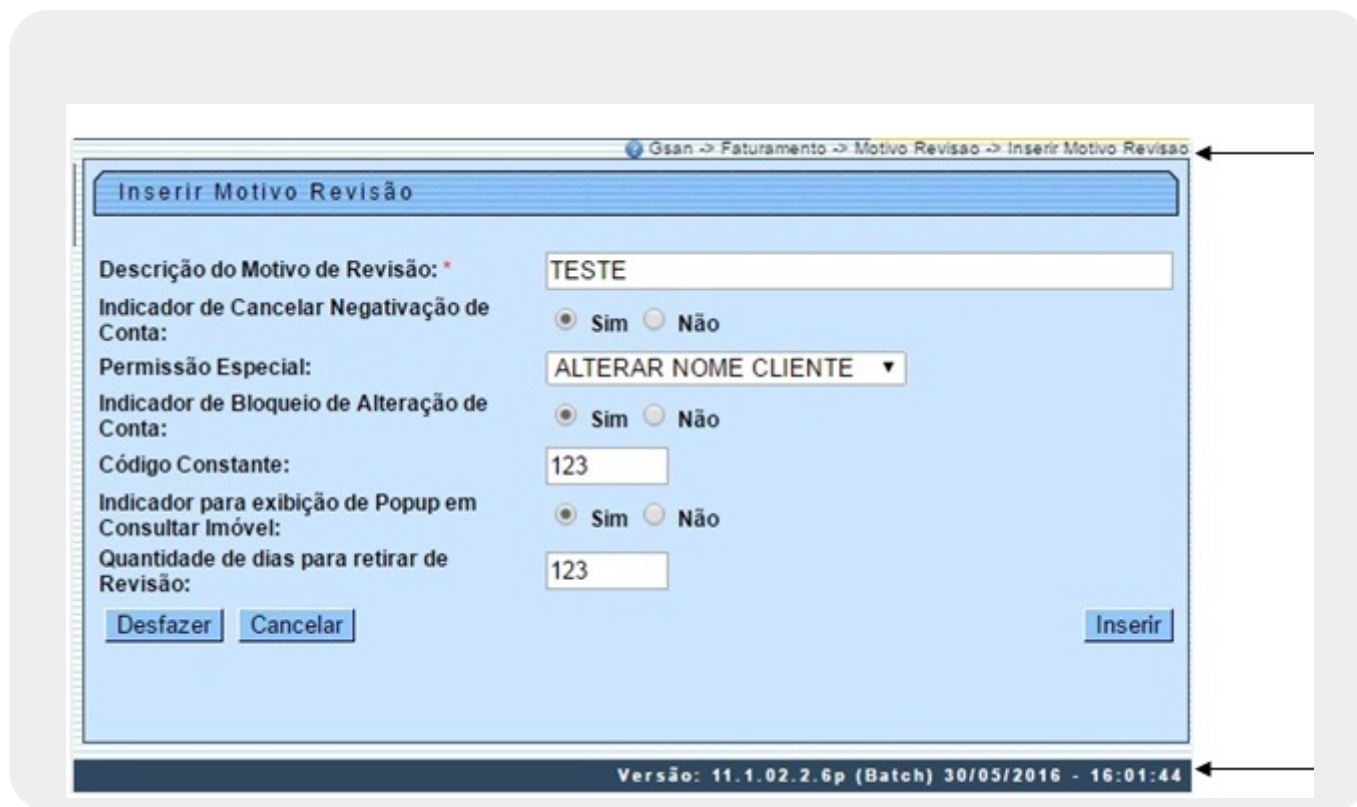 Gsan -> Faturamento -> Motivo Revisao -> Inserir Motivo Revisao
Inserir Motivo Revisão
Descrição do Motivo de Revisão: * TESTE
Indicador de Cancelar Negativação de
Conta: Sim Não
Permissão Especial: ALTERAR NOME CLIENTE
Indicador de Bloqueio de Alteração de
Conta: Sim Não
Código Constante: 123
Indicador para exibição de Popup em
Consultar Imóvel: Sim Não
Quantidade de dias para retirar de
Revisão: 123
Desfazer Cancelar Inserir
Versão: 11.1.02.2.6p (Batch) 30/05/2016 - 16:01:44